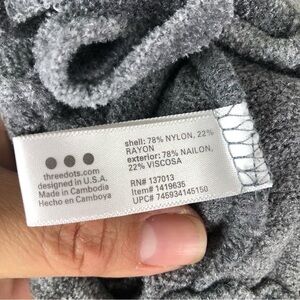 threedots.com
designed in U.S.A.
Made in Cambodia
Hecho en Camboya
shell: 78% NYLON, 22%
RAYON
exterior: 78% NAILON,
22% VISCOSA
RN# 137013
Item# 1419635
UPC# 745934145150